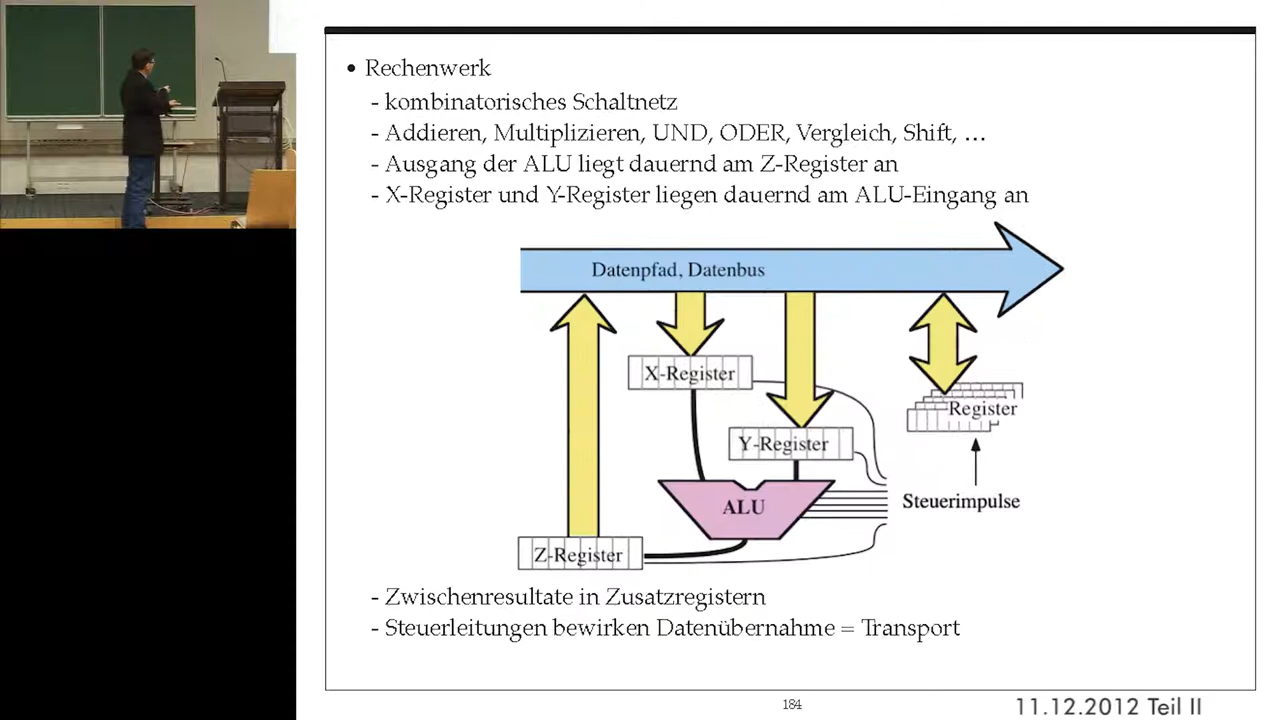 • Rechenwerk
- kombinatorisches Schaltnetz
- Addieren, Multiplizieren, UND, ODER, Vergleich, Shift, …
- Ausgang der ALU liegt dauernd am Z-Register an
- X-Register und Y-Register liegen dauernd am ALU-Eingang an
Datenpfad, Datenbus
X-Register
Register
Y-Register
Steuerimpulse
ALU
Z-Register
- Zwischenresultate in Zusatzregistern
- Steuerleitungen bewirken Datenübernahme = Transport
184
11.12.2012 Teil II